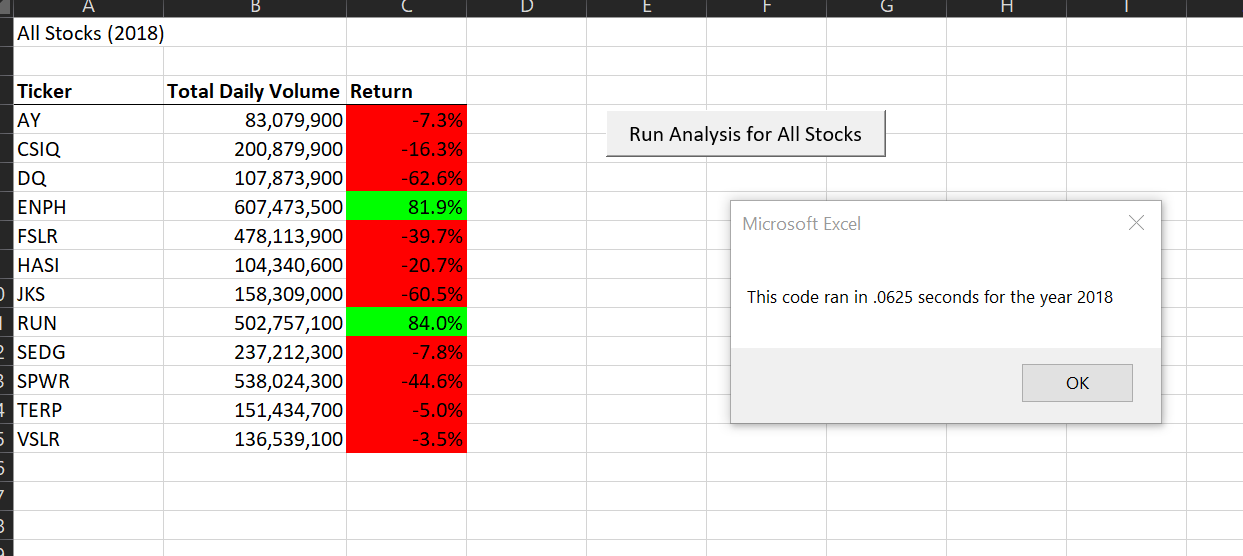 A B C D E F G H I
All Stocks (2018)
Ticker Total Daily Volume Return
AY 83,079,900 -7.3%
CSIQ 200,879,900 -16.3%
DQ 107,873,900 -62.6%
ENPH 607,473,500 81.9%
FSLR 478,113,900 -39.7%
HASI 104,340,600 -20.7%
JKS 158,309,000 -60.5%
RUN 502,757,100 84.0%
SEDG 237,212,300 -7.8%
SPWR 538,024,300 -44.6%
TERP 151,434,700 -5.0%
VSLR 136,539,100 -3.5%
Run Analysis for All Stocks
Microsoft Excel
This code ran in .0625 seconds for the year 2018
OK